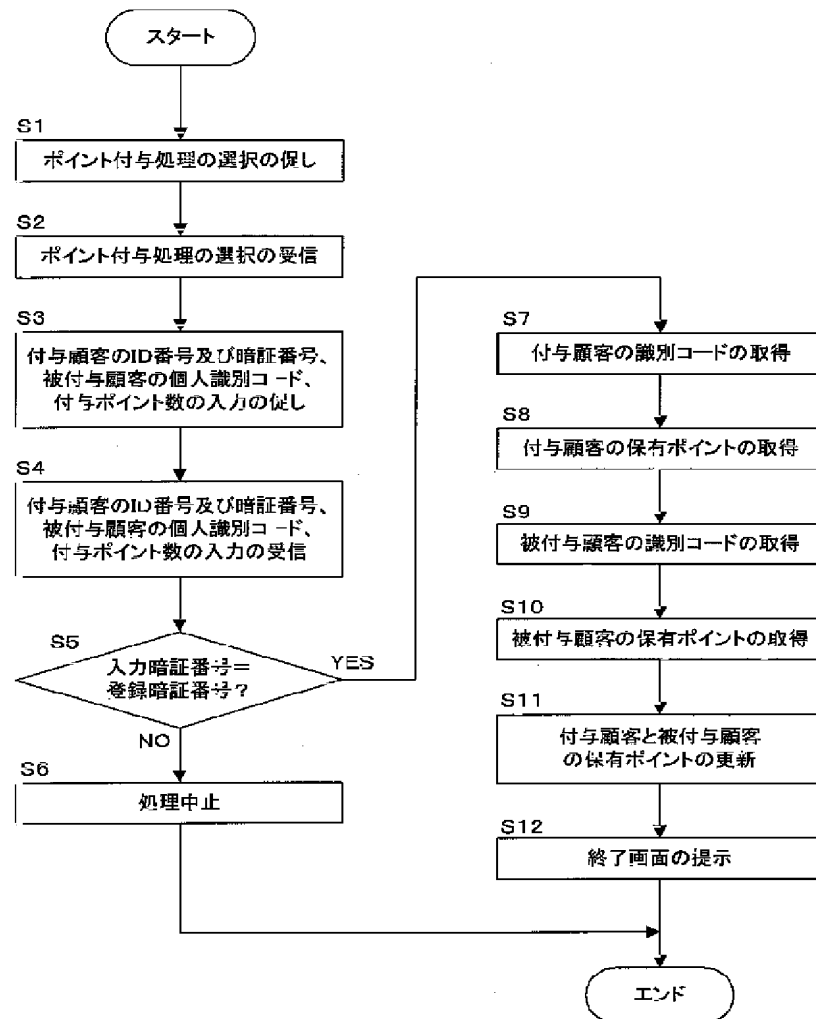 スタート
S1
ポイント付与処理の選択の促し
S2
ポイント付与処理の選択の受信
S3
付与顧客のID番号及び暗証番号、
被付与顧客の個人識別コード、
付与ポイント数の入力の促し
S4
付与顧客のID番号及び暗証番号、
被付与顧客の個人識別コード、
付与ポイント数の入力の受信
S5
入力暗証番号=
登録暗証番号?
YES
NO
S6
処理中止
S7
付与顧客の識別コードの取得
S8
付与顧客の保有ポイントの取得
S9
被付与顧客の識別コードの取得
S10
被付与顧客の保有ポイントの取得
S11
付与顧客と被付与顧客
の保有ポイントの更新
S12
終了画面の提示
エンド